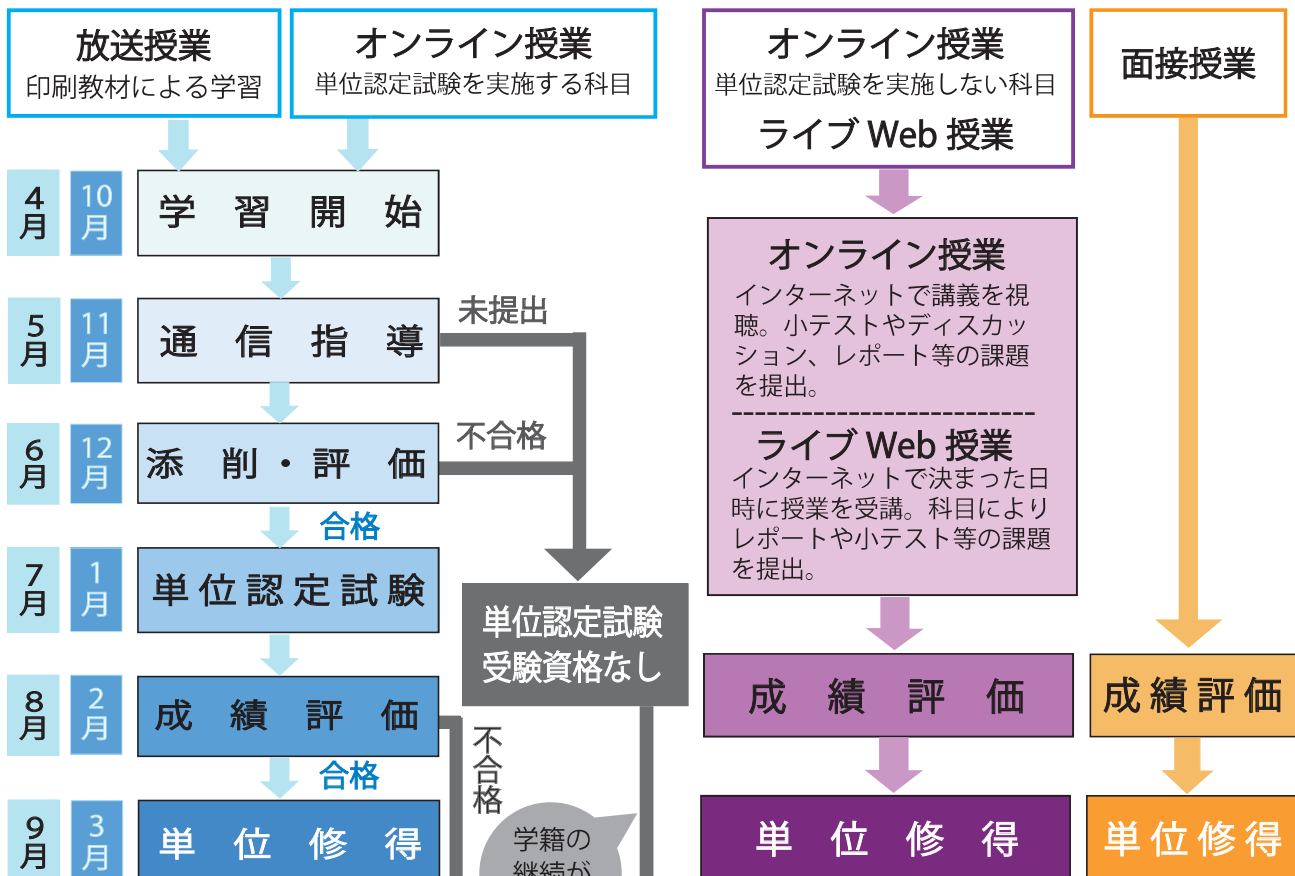 放送授業
印刷教材による学習
オンライン授業
単位認定試験を実施する科目
オンライン授業
単位認定試験を実施しない科目
ライブ Web 授業
面接授業
4月
10月
学習開始
5月
11月
通信指導
未提出
6月
12月
添削・評価
不合格
合格
7月
1月
単位認定試験
単位認定試験
受験資格なし
8月
2月
成績評価
不合格
合格
9月
3月
単位修得
学籍の
継続が
オンライン授業
インターネットで講義を視
聴。小テストやディスカッ
ション、レポート等の課題
を提出。
ライブ Web 授業
インターネットで決まった日
時に授業を受講。科目により
レポートや小テスト等の課題
を提出。
成績評価
単位修得
成績評価
単位修得